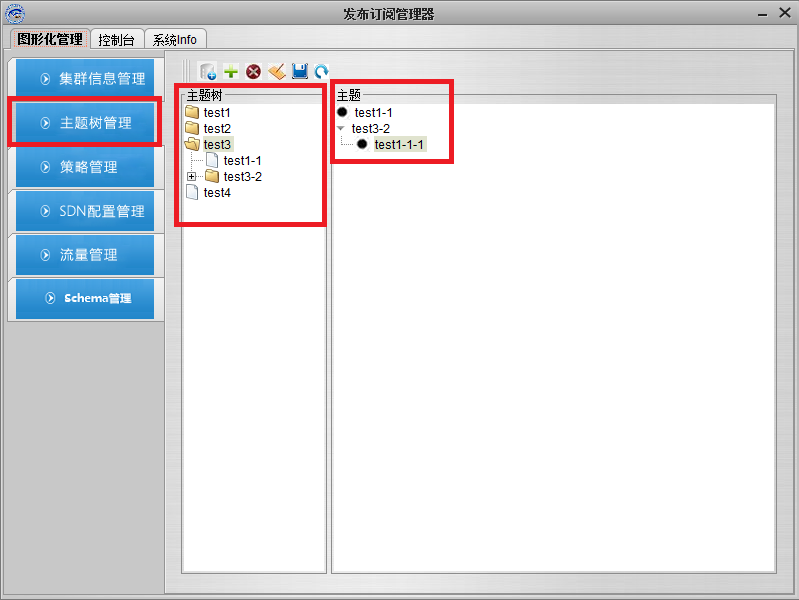 发布订阅管理器
图形化管理 控制台 系统Info
集群信息管理
主题树管理
策略管理
SDN配置管理
流量管理
Schema管理
主题树
test1
test2
test3
test1-1
test3-2
test4
主题
test1-1
test3-2
test1-1-1